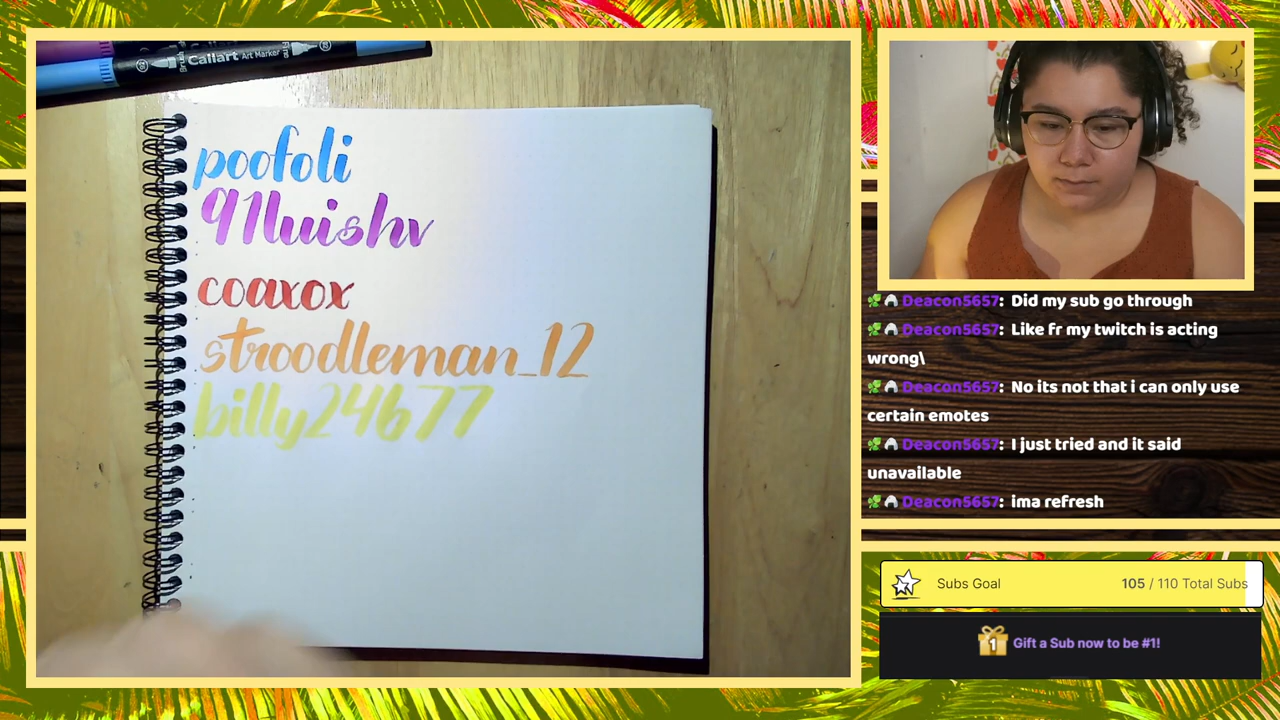 Callart Art Marker
poofoli
911uishv
coaxox
stroodleman_12
billy24677
Deacon5657: Did my sub go through
Deacon5657: Like fr my twitch is acting
wrong\
Deacon5657: No its not that i can only use
certain emotes
Deacon5657: I just tried and it said
unavailable
Deacon5657: ima refresh
Subs Goal 105 / 110 Total Subs
1 Gift a Sub now to be #1!